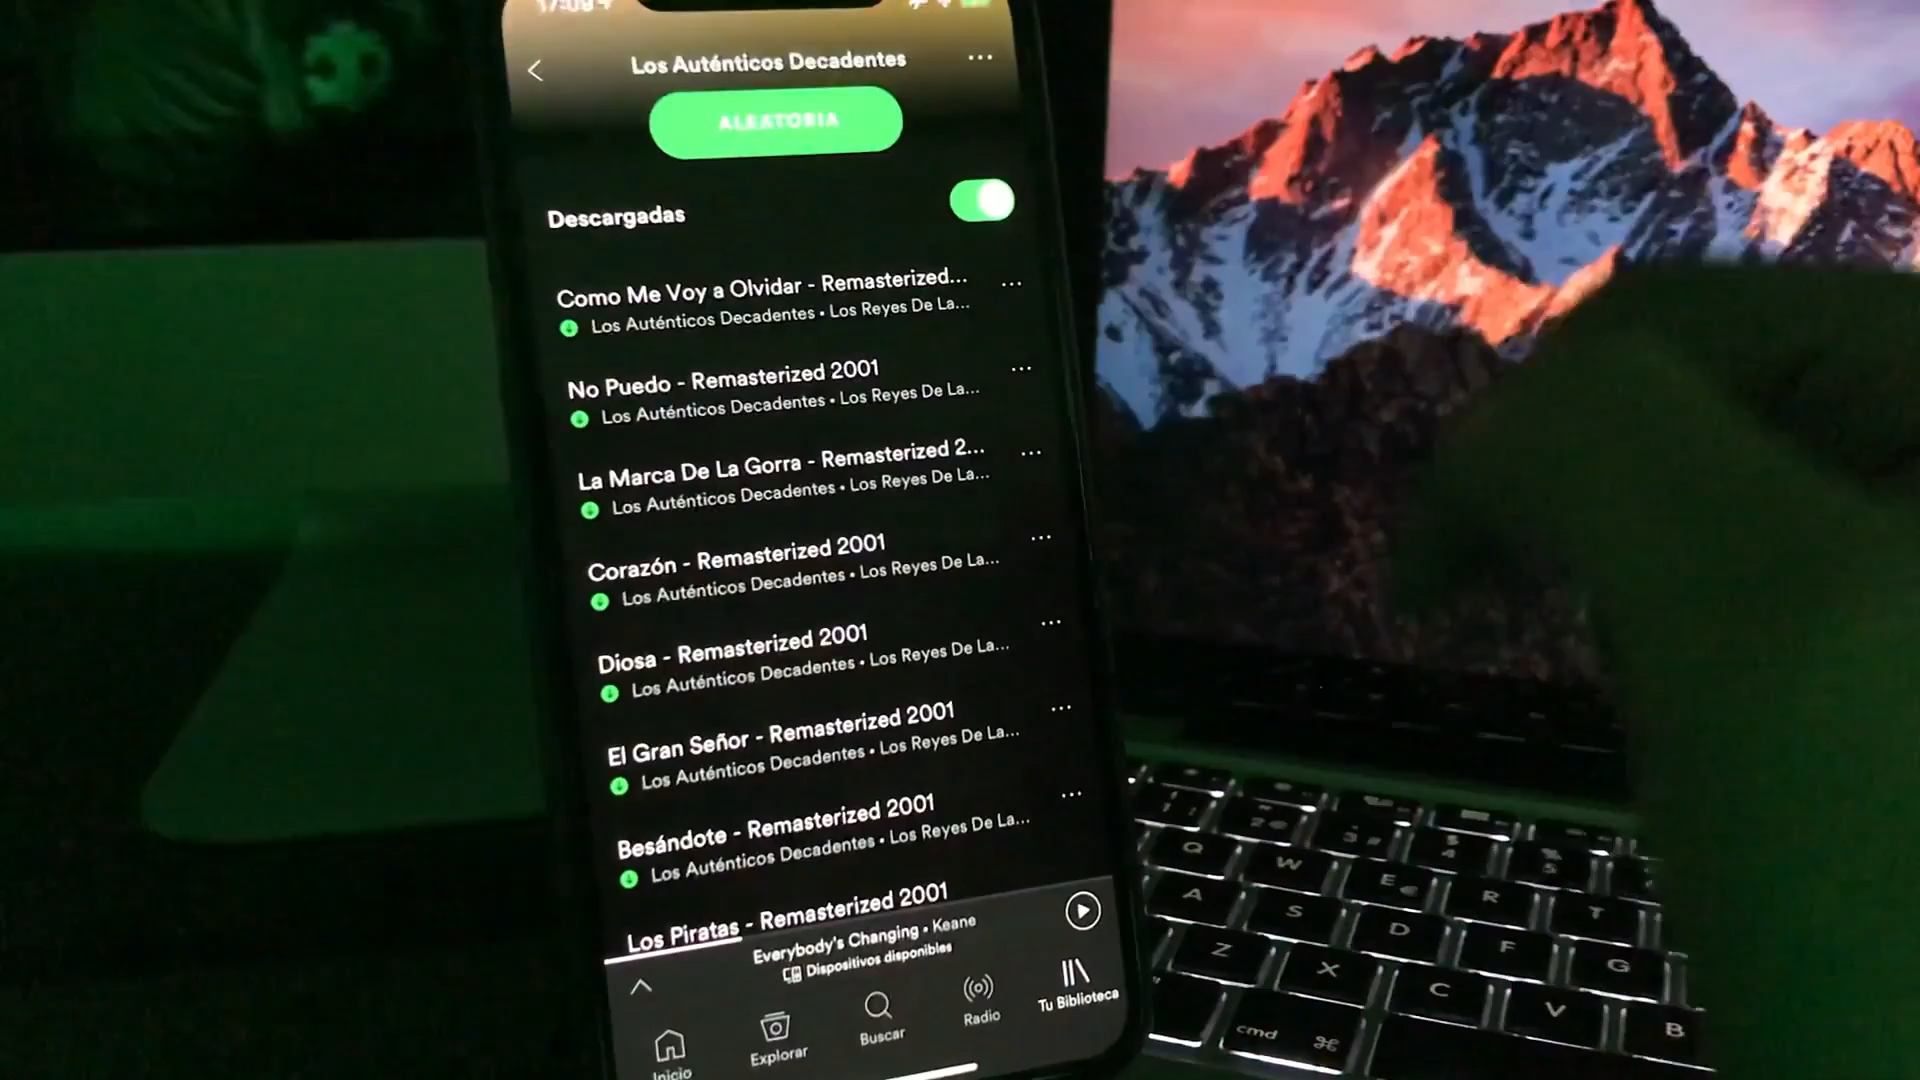 17:09
Los Auténticos Decadentes
ALEATORIA
Descargadas
Como Me Voy a Olvidar - Remasterized...
Los Auténticos Decadentes • Los Reyes De La...
No Puedo - Remasterized 2001
Los Auténticos Decadentes • Los Reyes De La...
La Marca De La Gorra - Remasterized 2...
Los Auténticos Decadentes • Los Reyes De La...
Corazón - Remasterized 2001
Los Auténticos Decadentes • Los Reyes De La...
Diosa - Remasterized 2001
Los Auténticos Decadentes • Los Reyes De La...
El Gran Señor - Remasterized 2001
Los Auténticos Decadentes • Los Reyes De La...
Besándote - Remasterized 2001
Los Auténticos Decadentes • Los Reyes De La...
Los Piratas - Remasterized 2001
Everybody's Changing • Keane
Dispositivos disponibles
Inicio
Explorar
Buscar
Radio
Tu Biblioteca
Q W E € R T
A S D F G
Z X C V B
cmd ⌘